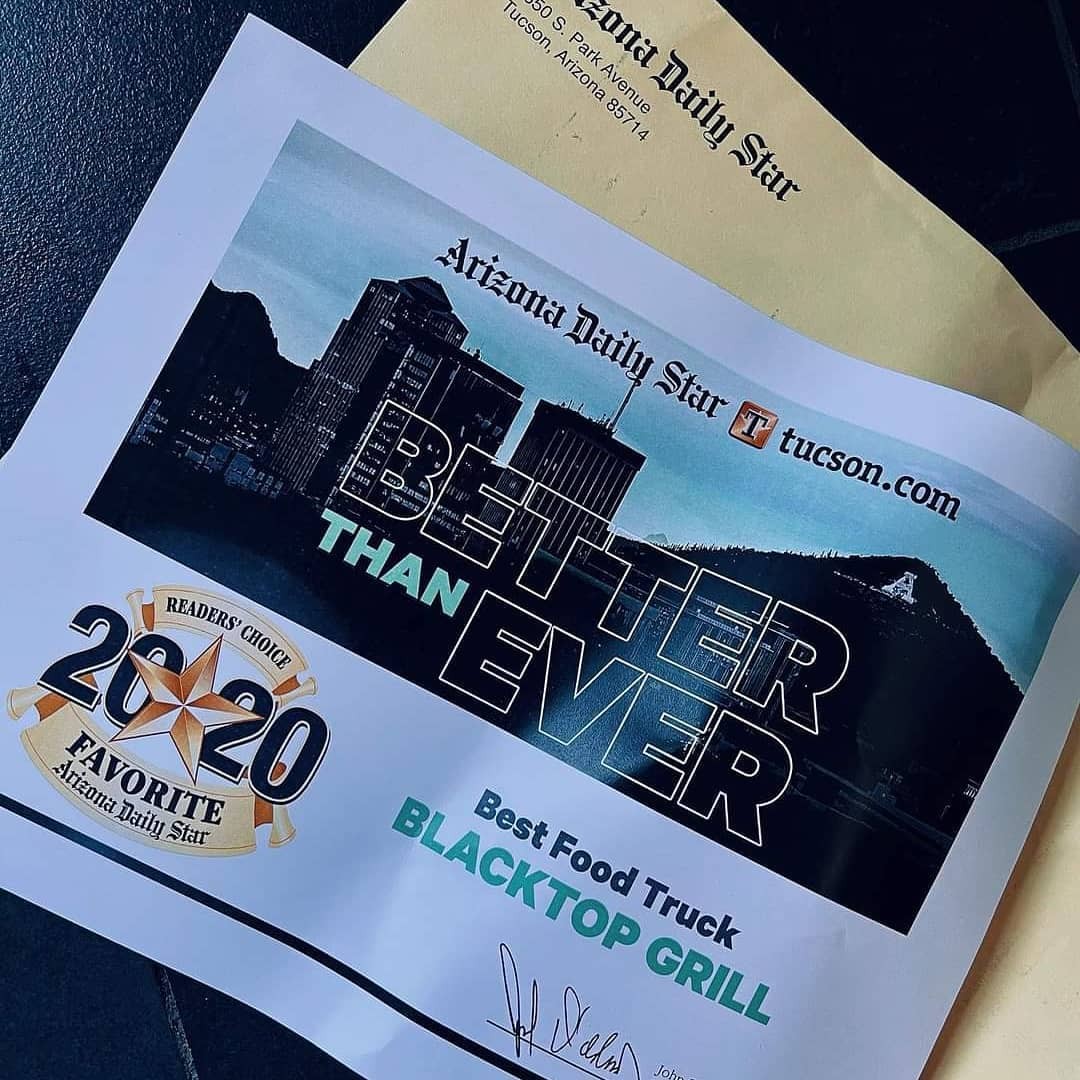 Arizona Daily Star
S. Park Avenue
Tucson, Arizona 85714
Arizona Daily Star T tucson.com
BETTER
THAN
EVER
READERS' CHOICE
2020
FAVORITE
Arizona Daily Star
Best Food Truck
BLACKTOP GRILL
John